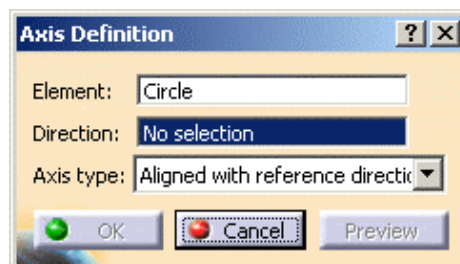 Axis Definition
Element: Circle
Direction: No selection
Axis type: Aligned with reference directi
OK Cancel Preview